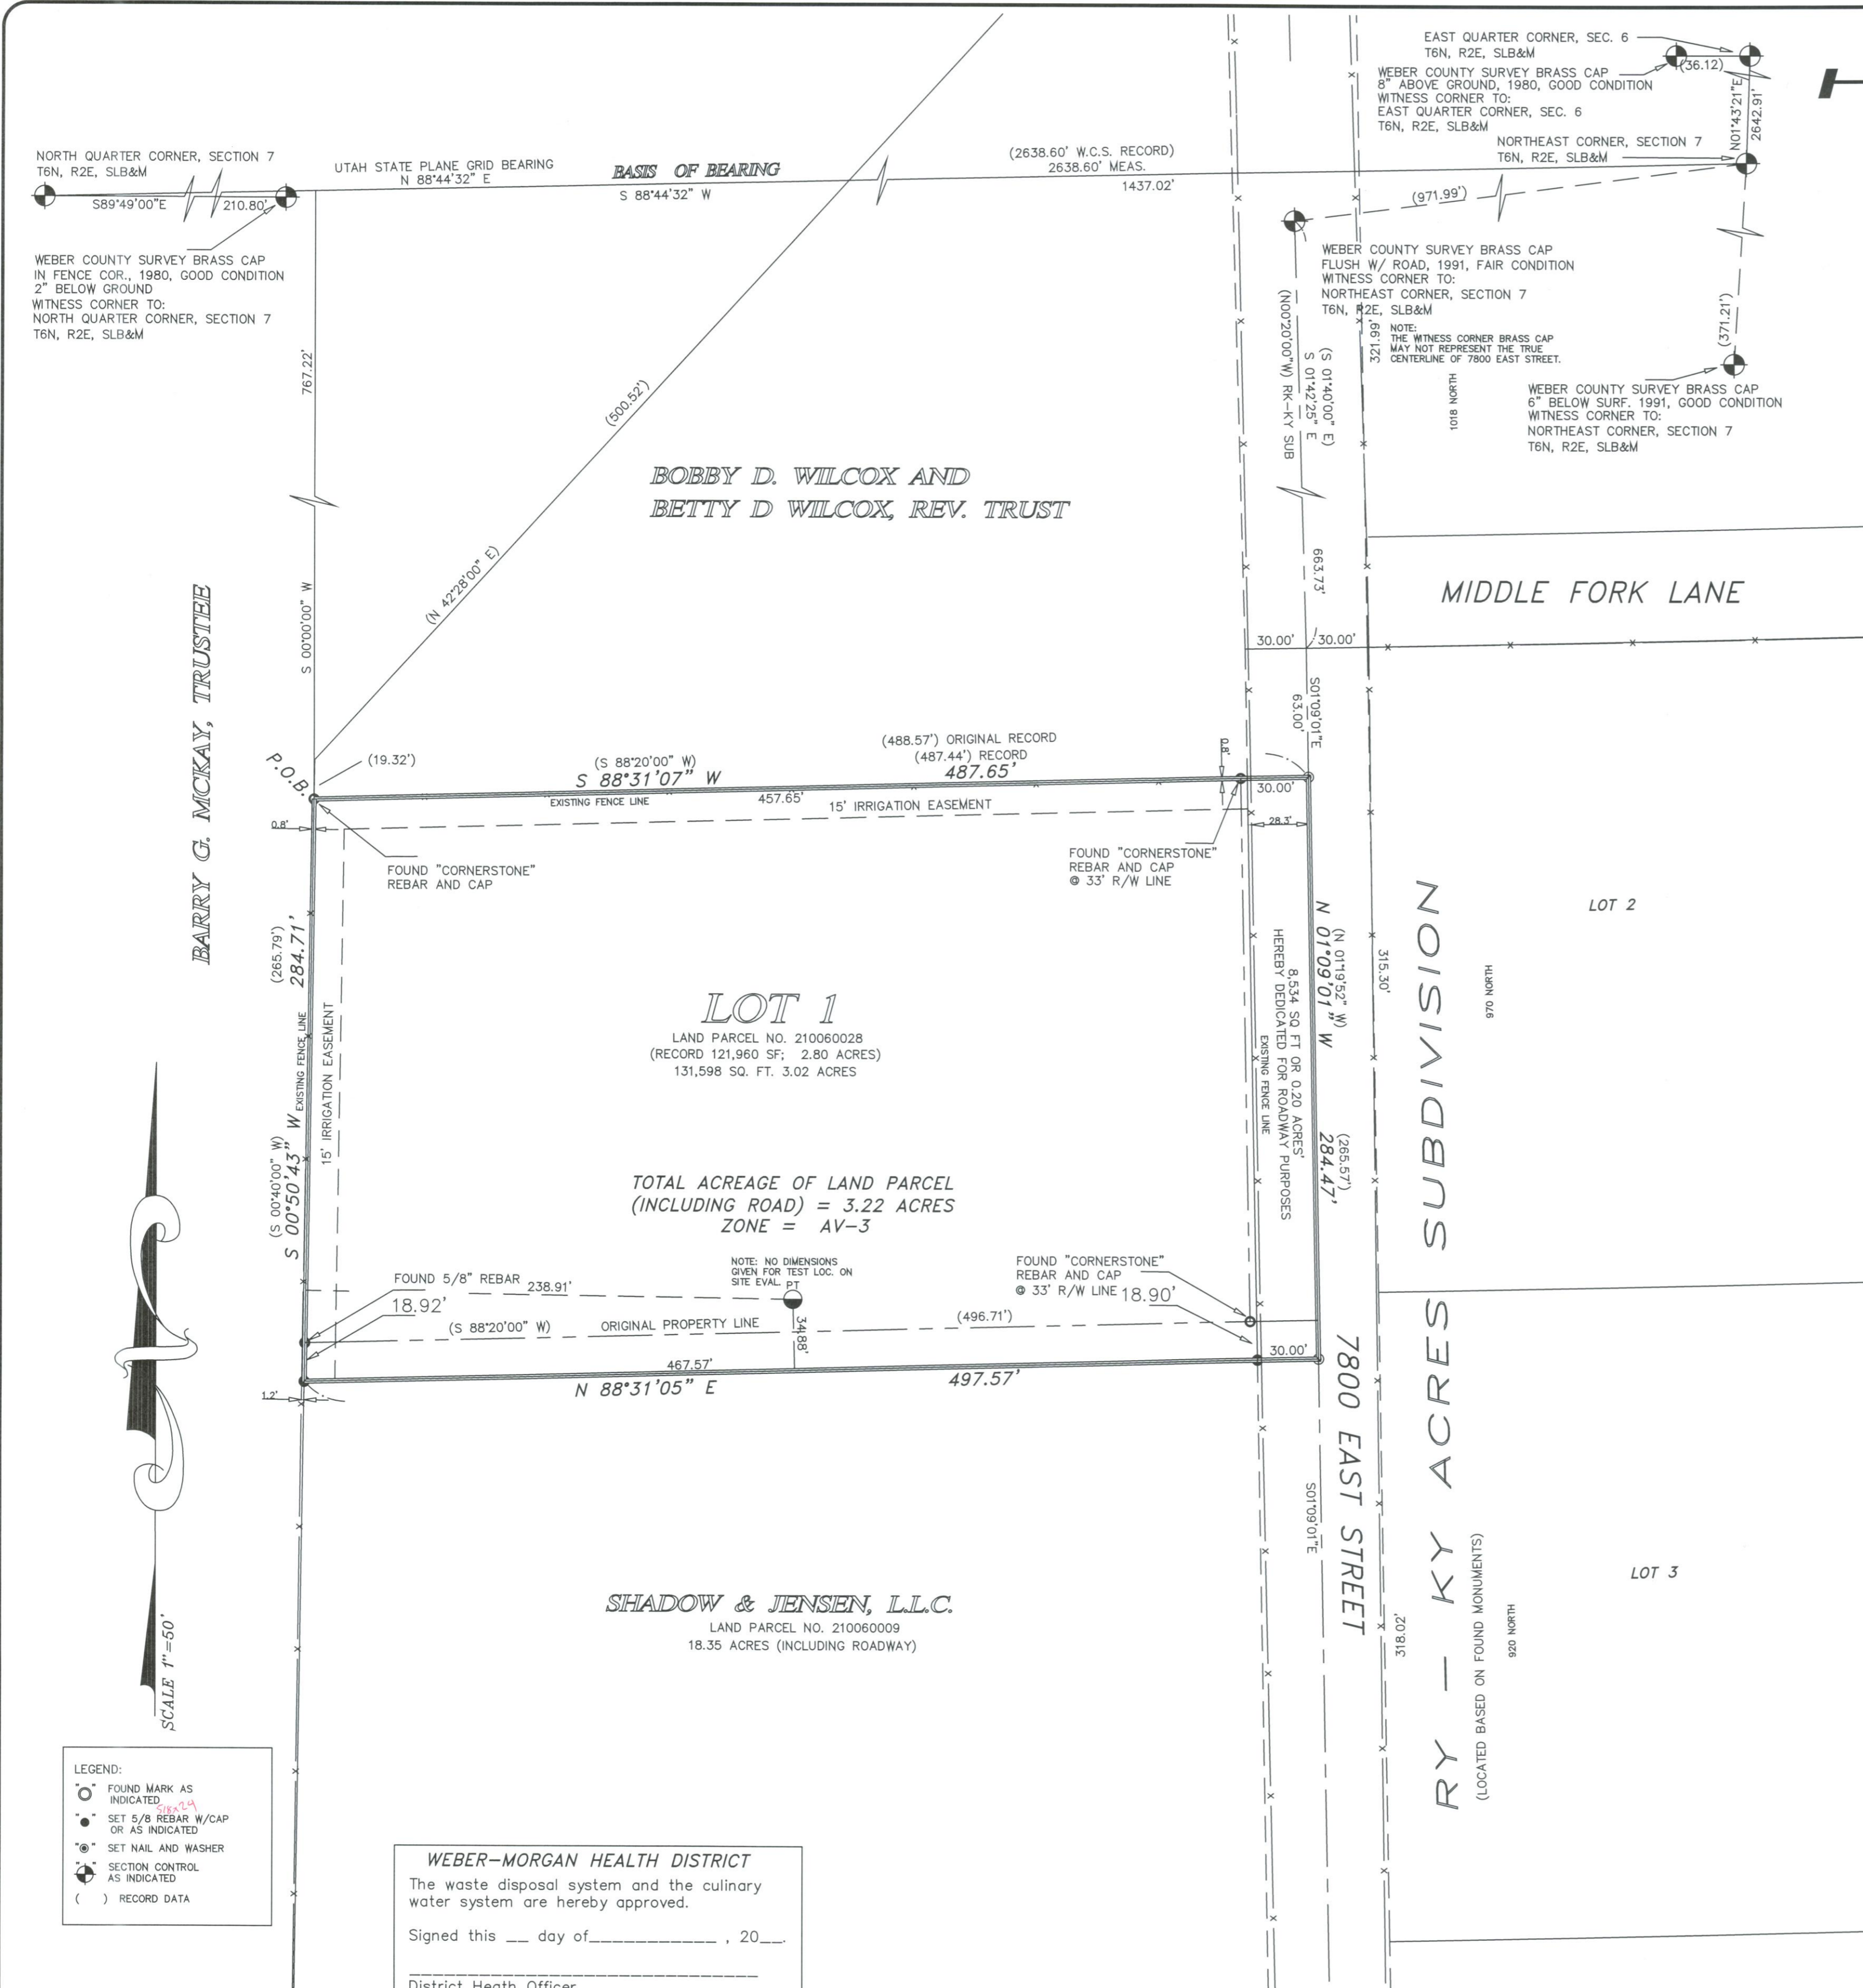 EAST QUARTER CORNER, SEC. 6
T6N, R2E, SLB&M
(36.12)
WEBER COUNTY SURVEY BRASS CAP
8" ABOVE GROUND, 1980, GOOD CONDITION
WITNESS CORNER TO:
EAST QUARTER CORNER, SEC. 6
T6N, R2E, SLB&M
N01°43'21"E
2642.91'
NORTHEAST CORNER, SECTION 7
T6N, R2E, SLB&M
NORTH QUARTER CORNER, SECTION 7
T6N, R2E, SLB&M
S89°49'00"E
210.80'
UTAH STATE PLANE GRID BEARING
N 88°44'32" E
BASIS OF BEARING
S 88°44'32" W
(2638.60' W.C.S. RECORD)
2638.60' MEAS.
1437.02'
(971.99')
WEBER COUNTY SURVEY BRASS CAP
IN FENCE COR., 1980, GOOD CONDITION
2" BELOW GROUND
WITNESS CORNER TO:
NORTH QUARTER CORNER, SECTION 7
T6N, R2E, SLB&M
WEBER COUNTY SURVEY BRASS CAP
FLUSH W/ ROAD, 1991, FAIR CONDITION
WITNESS CORNER TO:
NORTHEAST CORNER, SECTION 7
T6N, R2E, SLB&M
NOTE:
THE WITNESS CORNER BRASS CAP
MAY NOT REPRESENT THE TRUE
CENTERLINE OF 7800 EAST STREET.
(371.21')
WEBER COUNTY SURVEY BRASS CAP
6" BELOW SURF. 1991, GOOD CONDITION
WITNESS CORNER TO:
NORTHEAST CORNER, SECTION 7
T6N, R2E, SLB&M
767.22'
S 00°00'00" W
(500.52')
(N 42°28'00" E)
(N00°20'00"W) RK-KY SUB
(S 01°40'00" E)
S 01°42'25" E
321.99'
1018 NORTH
BOBBY D. WILCOX AND
BETTY D WILCOX, REV. TRUST
663.73'
MIDDLE FORK LANE
30.00'
30.00'
S01°09'01"E
63.00'
BARRY G. MCKAY, TRUSTEE
P.O.B.
(19.32')
(S 88°20'00" W)
S 88°31'07" W
(488.57') ORIGINAL RECORD
(487.44') RECORD
487.65'
0.8'
EXISTING FENCE LINE
457.65'
15' IRRIGATION EASEMENT
30.00'
28.3'
0.8'
FOUND "CORNERSTONE"
REBAR AND CAP
FOUND "CORNERSTONE"
REBAR AND CAP
@ 33' R/W LINE
(265.79')
284.71'
EXISTING FENCE LINE
15' IRRIGATION EASEMENT
(S 00°40'00" W)
S 00°50'43" W
LOT 1
LAND PARCEL NO. 210060028
(RECORD 121,960 SF; 2.80 ACRES)
131,598 SQ. FT. 3.02 ACRES
TOTAL ACREAGE OF LAND PARCEL
(INCLUDING ROAD) = 3.22 ACRES
ZONE = AV-3
8,534 SQ FT OR 0.20 ACRES'
HEREBY DEDICATED FOR ROADWAY PURPOSES
EXISTING FENCE LINE
(N 01°19'52" W)
N 01°09'01" W
(265.57')
284.47'
315.30'
LOT 2
970 NORTH
NOTE: NO DIMENSIONS
GIVEN FOR TEST LOC. ON
SITE EVAL. PT
FOUND 5/8" REBAR
238.91'
18.92'
FOUND "CORNERSTONE"
REBAR AND CAP
@ 33' R/W LINE
18.90'
(S 88°20'00" W)
ORIGINAL PROPERTY LINE
(496.71')
34.88'
467.57'
30.00'
N 88°31'05" E
497.57'
1.2'
7800 EAST STREET
S01°09'01"E
318.02'
RY - KY ACRES SUBDIVISION
(LOCATED BASED ON FOUND MONUMENTS)
920 NORTH
LOT 3
SHADOW & JENSEN, L.L.C.
LAND PARCEL NO. 210060009
18.35 ACRES (INCLUDING ROADWAY)
SCALE 1"=50'
LEGEND:
"○" FOUND MARK AS
INDICATED
5/8x24
"●" SET 5/8 REBAR W/CAP
OR AS INDICATED
"◉" SET NAIL AND WASHER
" " SECTION CONTROL
AS INDICATED
( ) RECORD DATA
WEBER-MORGAN HEALTH DISTRICT
The waste disposal system and the culinary
water system are hereby approved.
Signed this __ day of____________ , 20__.
District Heath Officer